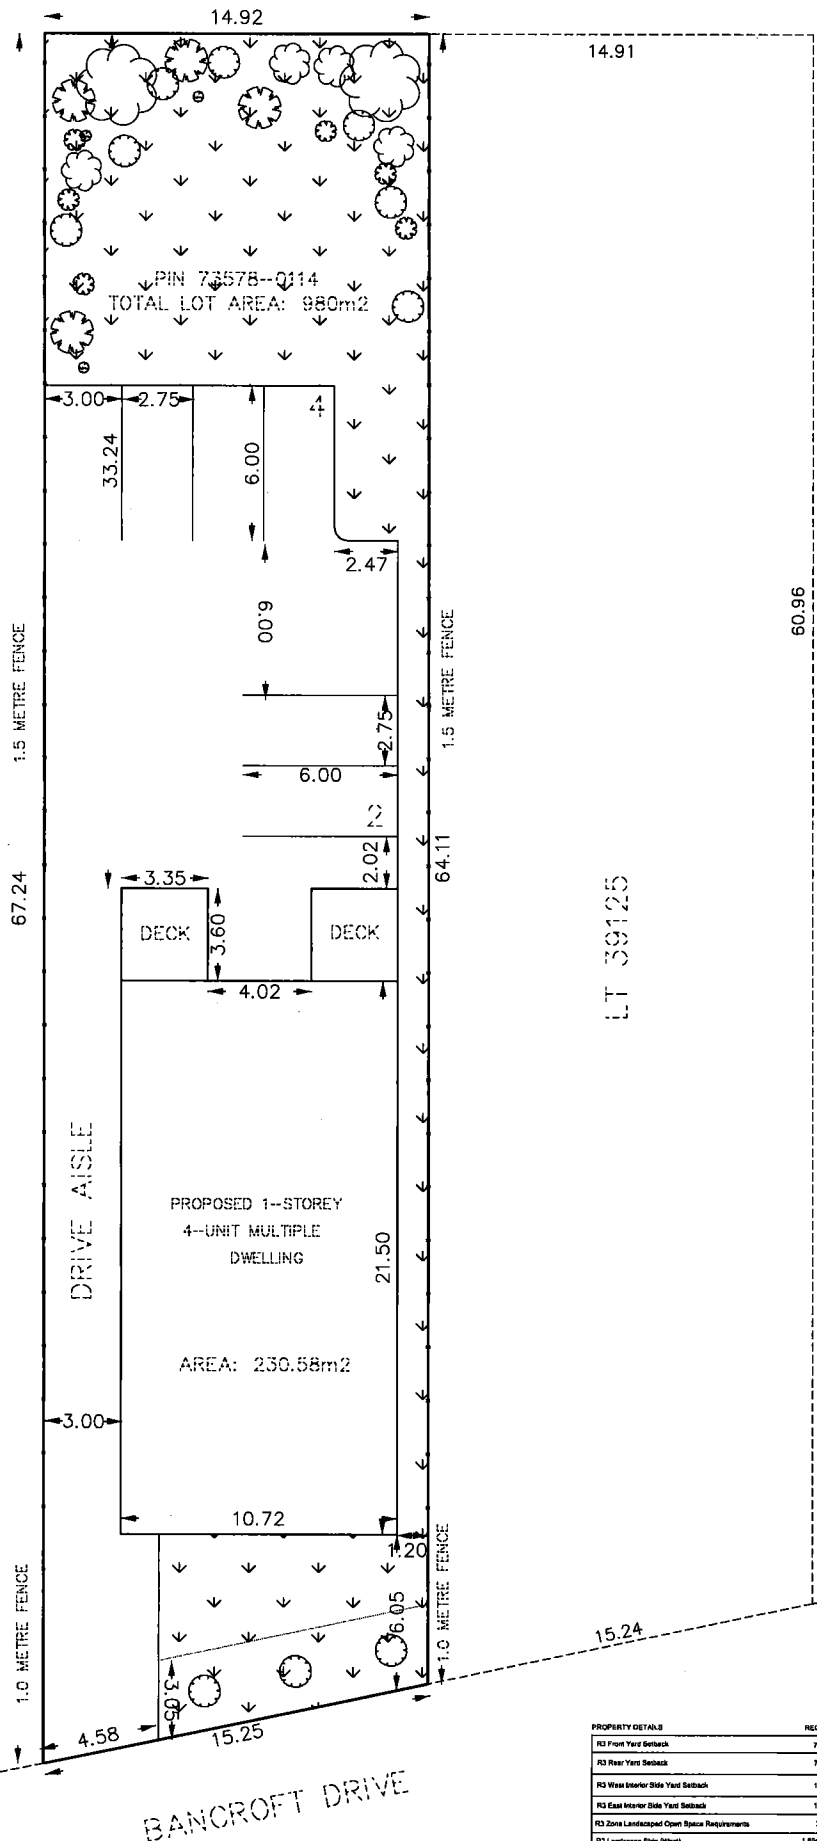 14.92
14.91
PIN 73578--0114
TOTAL LOT AREA: 980m2
3.00
2.75
4
33.24
6.00
2.47
6.00
60.96
1.5 METRE FENCE
1.5 METRE FENCE
2.75
6.00
2
2.02
67.24
64.11
3.35
DECK
3.60
DECK
4.02
LT 39125
DRIVE AISLE
PROPOSED 1--STOREY
4--UNIT MULTIPLE
DWELLING
21.50
AREA: 230.58m2
3.00
10.72
1.20
1.0 METRE FENCE
1.0 METRE FENCE
6.05
15.24
3.05
4.58
15.25
BANCROFT DRIVE
PROPERTY DETAILS
R3 Front Yard Setback
R3 Rear Yard Setback
R3 West Interior Side Yard Setback
R3 East Interior Side Yard Setback
R3 Zone Landscaped Open Space Requirements